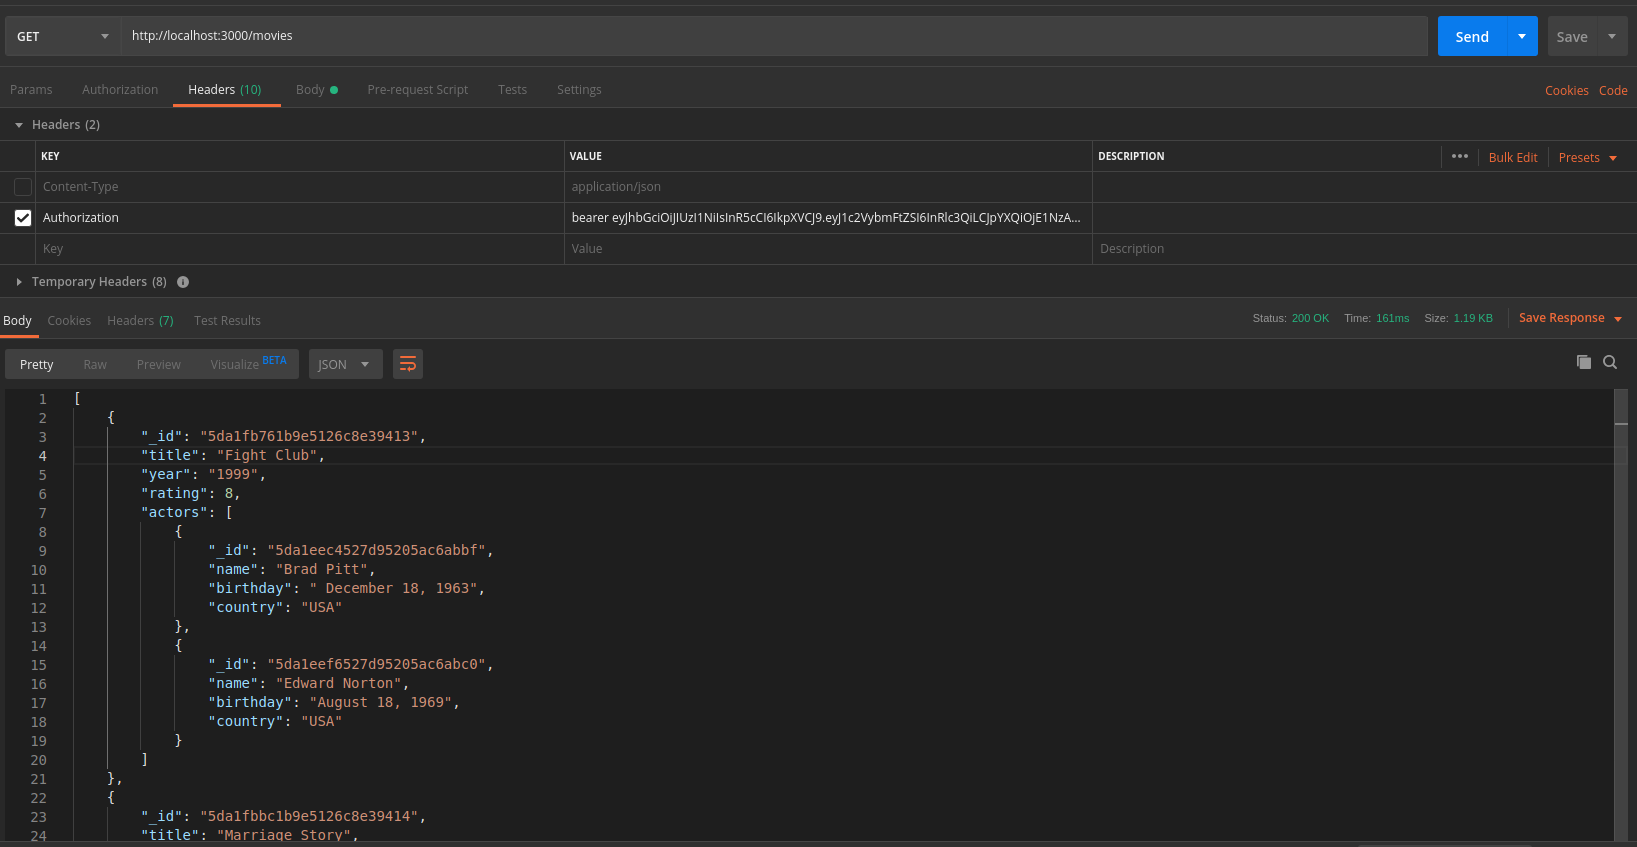 GET http://localhost:3000/movies Send Save
Params Authorization Headers (10) Body Pre-request Script Tests Settings Cookies Code
Headers (2)
KEY VALUE DESCRIPTION ••• Bulk Edit Presets
Content-Type application/json
Authorization bearer eyJhbGciOiJIUzI1NiIsInR5cCI6IkpXVCJ9.eyJ1c2VybmFtZSI6InRlc3QiLCJpYXQiOjE1NzA...
Key Value Description
Temporary Headers (8)
Body Cookies Headers (7) Test Results Status: 200 OK Time: 161ms Size: 1.19 KB Save Response
Pretty Raw Preview Visualize BETA JSON
1 [
2 {
3 "_id": "5da1fb761b9e5126c8e39413",
4 "title": "Fight Club",
5 "year": "1999",
6 "rating": 8,
7 "actors": [
8 {
9 "_id": "5da1eec4527d95205ac6abbf",
10 "name": "Brad Pitt",
11 "birthday": " December 18, 1963",
12 "country": "USA"
13 },
14 {
15 "_id": "5da1eef6527d95205ac6abc0",
16 "name": "Edward Norton",
17 "birthday": "August 18, 1969",
18 "country": "USA"
19 }
20 ]
21 },
22 {
23 "_id": "5da1fbbc1b9e5126c8e39414",
24 "title": "Marriage Story",